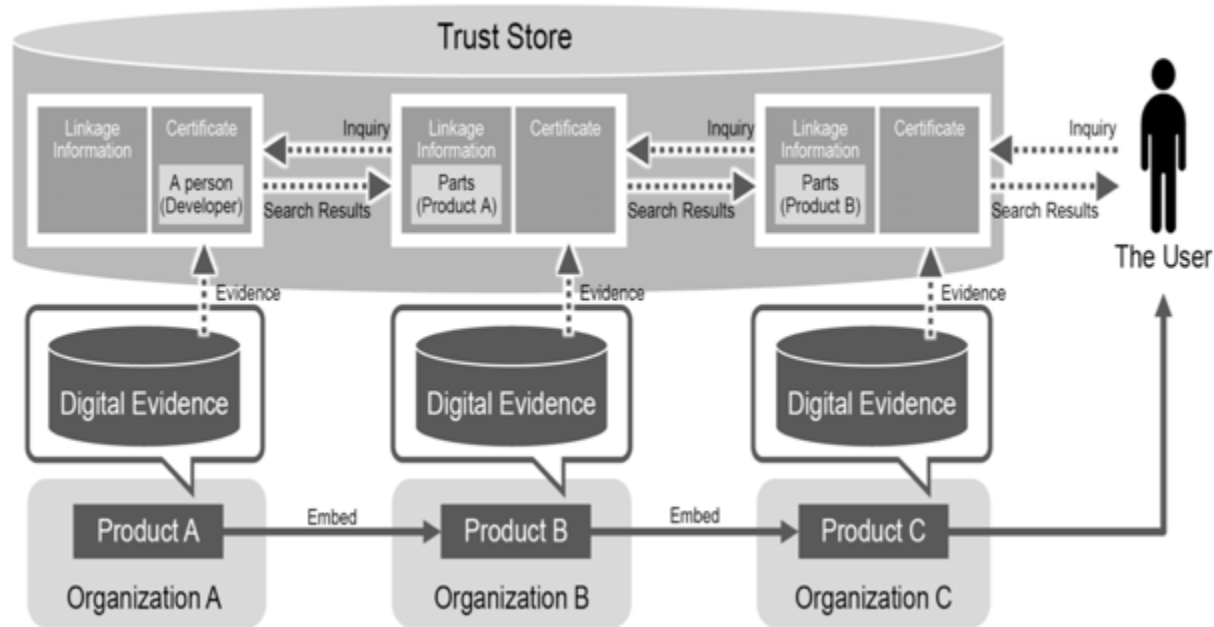 Trust Store
Linkage
Information
Certificate
A person
(Developer)
Inquiry
Search Results
Linkage
Information
Parts
(Product A)
Certificate
Inquiry
Search Results
Linkage
Information
Parts
(Product B)
Certificate
Inquiry
Search Results
The User
Evidence
Evidence
Evidence
Digital Evidence
Digital Evidence
Digital Evidence
Product A
Embed
Product B
Embed
Product C
Organization A
Organization B
Organization C